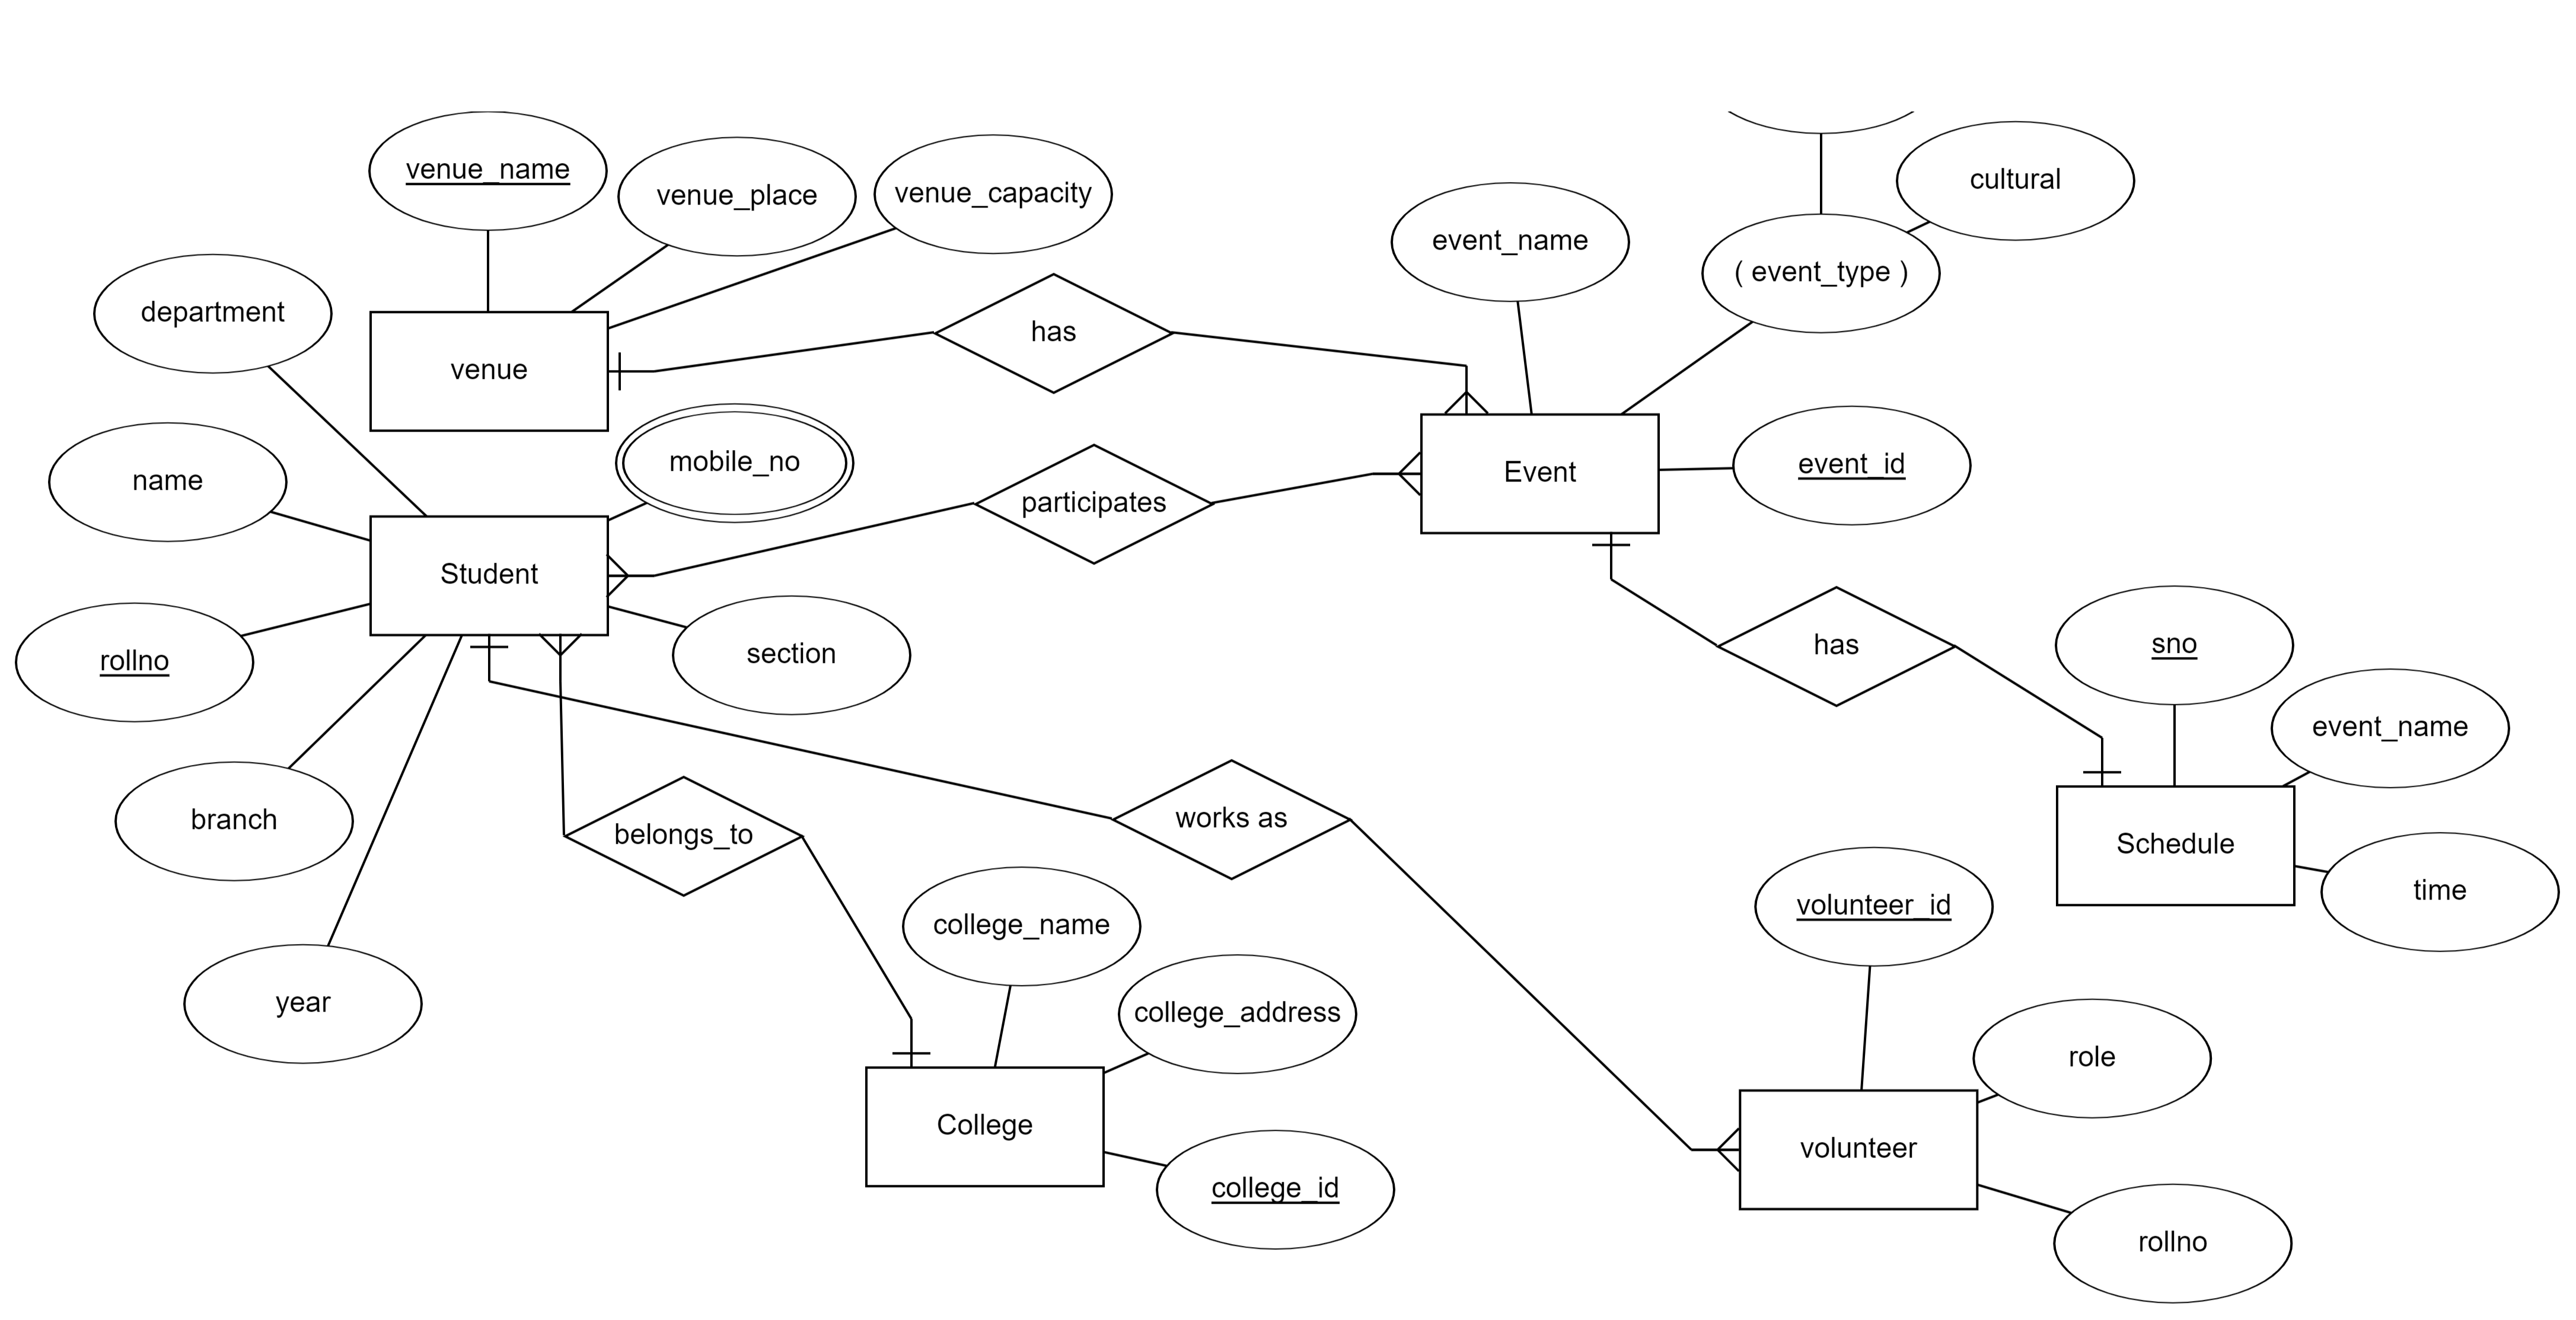 venue_name
venue_place
venue_capacity
cultural
event_name
( event_type )
department
has
venue
mobile_no
event_id
name
Event
participates
Student
rollno
section
has
sno
event_name
branch
belongs_to
works as
Schedule
time
volunteer_id
college_name
year
college_address
role
College
volunteer
college_id
rollno